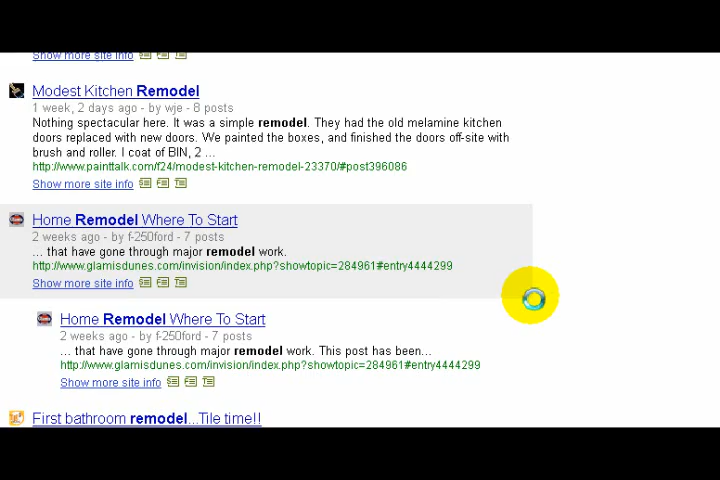 Show more site info
Modest Kitchen Remodel
1 week, 2 days ago - by wje - 8 posts
Nothing spectacular here. It was a simple remodel. They had the old melamine kitchen
doors replaced with new doors. We painted the boxes, and finished the doors off-site with
brush and roller. I coat of BIN, 2 ...
http://www.painttalk.com/f24/modest-kitchen-remodel-23370/#post396086
Show more site info
Home Remodel Where To Start
2 weeks ago - by f-250ford - 7 posts
... that have gone through major remodel work.
http://www.glamisdunes.com/invision/index.php?showtopic=284961#entry4444299
Show more site info
Home Remodel Where To Start
2 weeks ago - by f-250ford - 7 posts
... that have gone through major remodel work. This post has been...
http://www.glamisdunes.com/invision/index.php?showtopic=284961#entry4444299
Show more site info
First bathroom remodel...Tile time!!